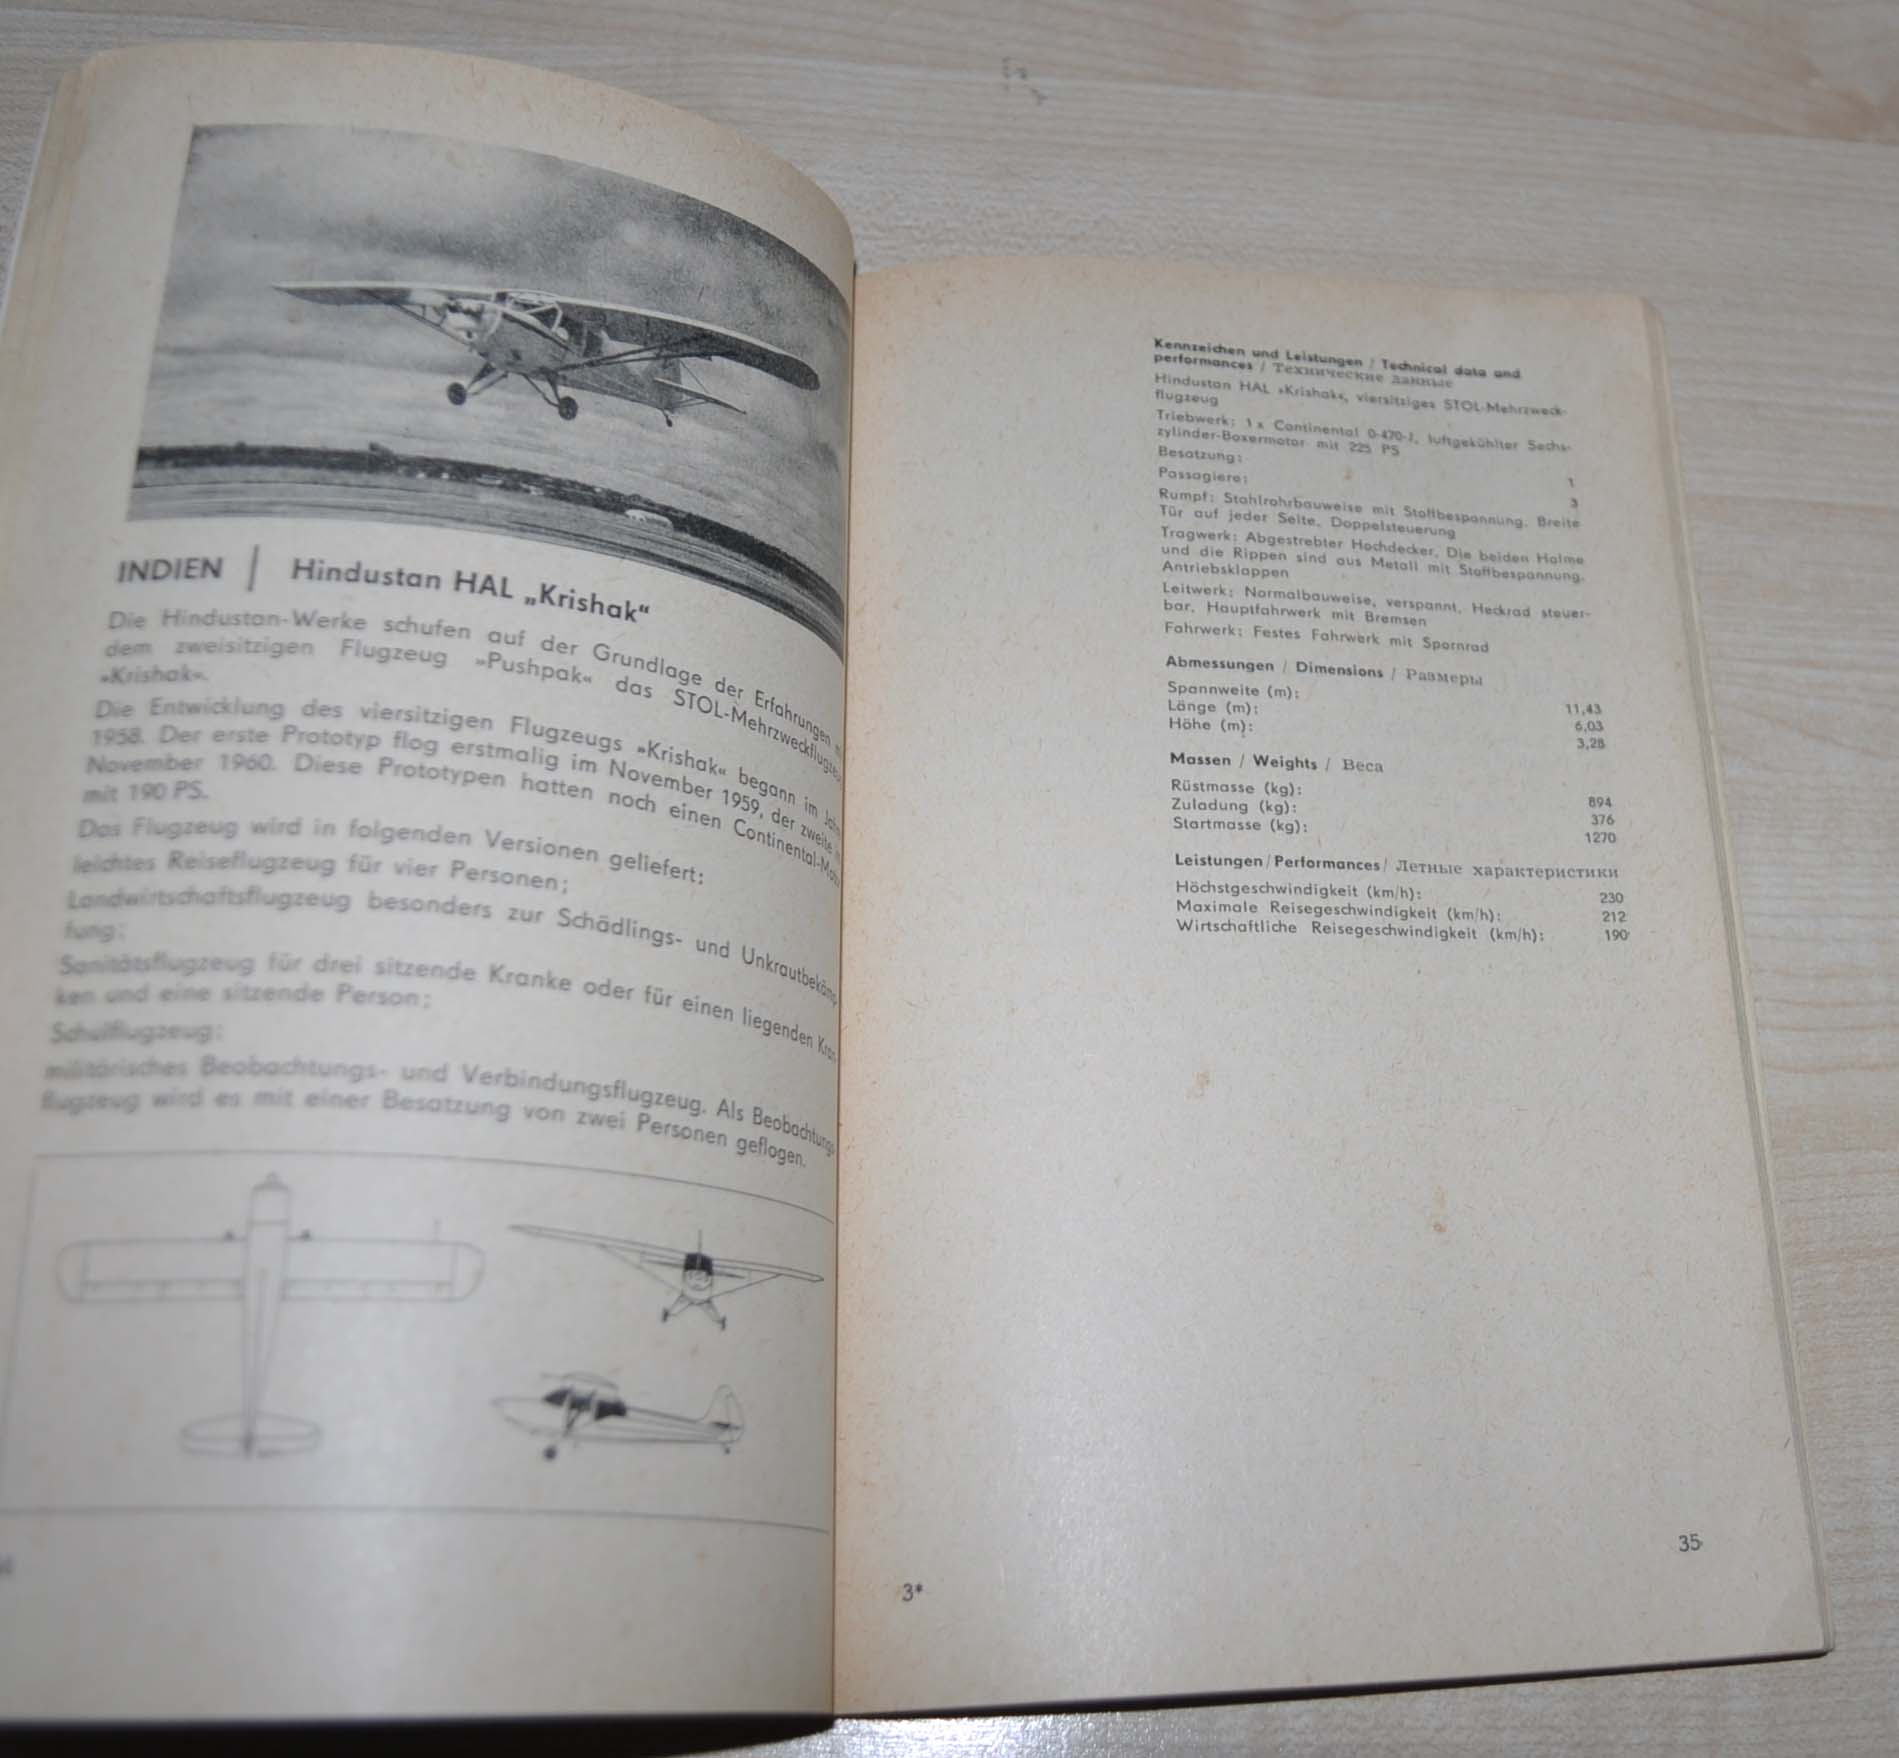 INDIEN | Hindustan HAL „Krishak“
Die Hindustan-Werke schufen auf der Grundlage der Erfahrungen
dem zweisitzigen Flugzeug »Pushpak« das STOL-Mehrzweckflugzeug
»Krishak«.
Die Entwicklung des viersitzigen Flugzeugs »Krishak« begann im
1958. Der erste Prototyp flog erstmalig im November 1959, der zweite
November 1960. Diese Prototypen hatten noch einen Continental-
mit 190 PS.
Das Flugzeug wird in folgenden Versionen geliefert:
leichtes Reiseflugzeug für vier Personen;
Landwirtschaftsflugzeug besonders zur Schädlings- und Unkrautbekämp-
fung;
Sanitätsflugzeug für drei sitzende Kranke oder für einen liegenden Kran-
ken und eine sitzende Person;
Schulflugzeug;
militärisches Beobachtungs- und Verbindungsflugzeug. Als Beobachtungs-
flugzeug wird es mit einer Besatzung von zwei Personen geflogen.
Kennzeichen und Leistungen / Technical data and
performances / Технические данные
Hindustan HAL »Krishak«, viersitziges STOL-Mehrzweck-
flugzeug
Triebwerk: 1 x Continental 0-470-J, luftgekühlter Sechs-
zylinder-Boxermotor mit 225 PS
Besatzung: 1
Passagiere: 3
Rumpf: Stahlrohrbauweise mit Stoffbespannung. Breite
Tür auf jeder Seite. Doppelsteuerung
Tragwerk: Abgestrebter Hochdecker. Die beiden Holme
und die Rippen sind aus Metall mit Stoffbespannung.
Antriebsklappen
Leitwerk: Normalbauweise, verspannt. Heckrad steuer-
bar. Hauptfahrwerk mit Bremsen
Fahrwerk: Festes Fahrwerk mit Spornrad
Abmessungen / Dimensions / Размеры
Spannweite (m): 11,43
Länge (m): 6,03
Höhe (m): 3,28
Massen / Weights / Веса
Rüstmasse (kg): 894
Zuladung (kg): 376
Startmasse (kg): 1270
Leistungen / Performances / Летные характеристики
Höchstgeschwindigkeit (km/h): 230
Maximale Reisegeschwindigkeit (km/h): 212
Wirtschaftliche Reisegeschwindigkeit (km/h): 190
3*
35